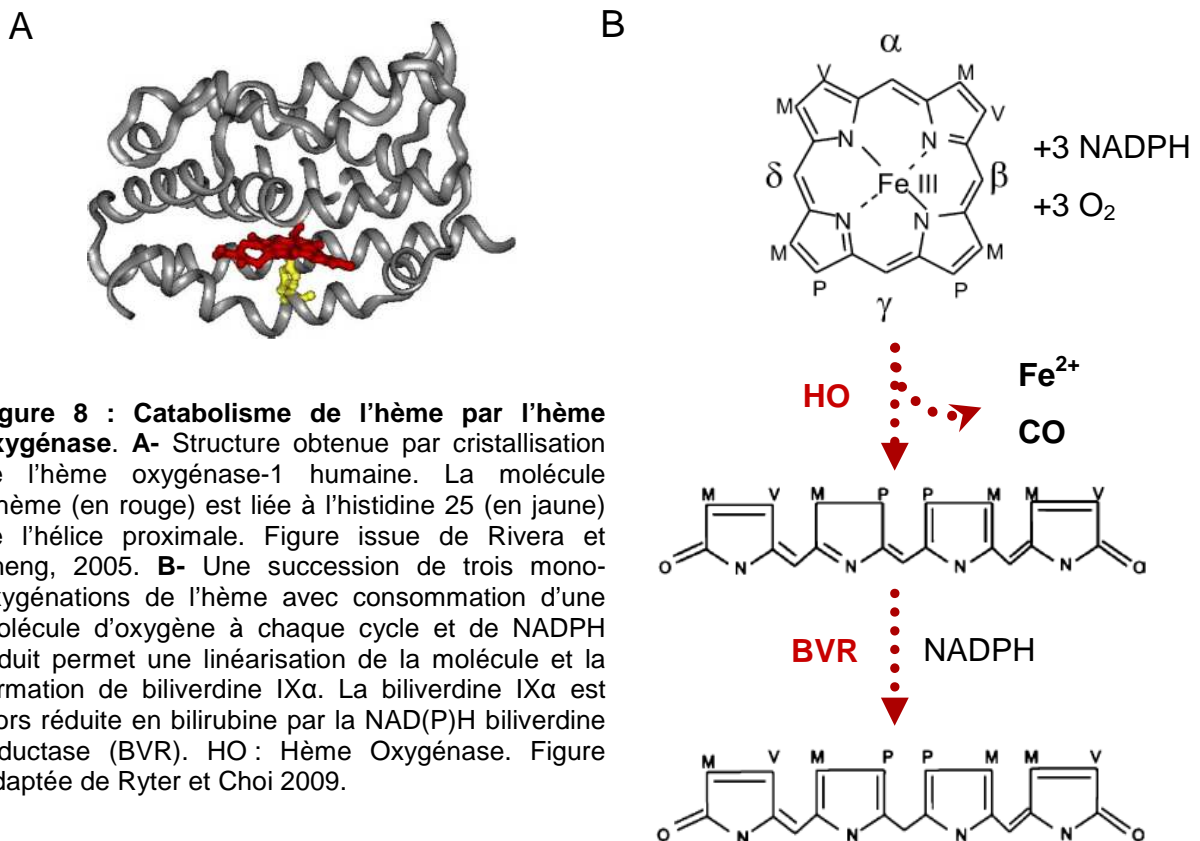 A
igure 8 : Catabolisme de l’hème par l’hème
xygénase. A- Structure obtenue par cristallisation
e l’hème oxygénase-1 humaine. La molécule
’hème (en rouge) est liée à l’histidine 25 (en jaune)
e l’hélice proximale. Figure issue de Rivera et
heng, 2005. B- Une succession de trois mono-
xygénations de l’hème avec consommation d’une
olécule d’oxygène à chaque cycle et de NADPH
duit permet une linéarisation de la molécule et la
rmation de biliverdine IXα. La biliverdine IXα est
ors réduite en bilirubine par la NAD(P)H biliverdine
ductase (BVR). HO : Hème Oxygénase. Figure
daptée de Ryter et Choi 2009.
B
α
V M
M V
N N
δ Fe III β
N N
M M
P P
γ
+3 NADPH
+3 O₂
HO
Fe²⁺
CO
M V M P P M M V
O N N N N O
BVR NADPH
M V M P P M M V
O N N N N O